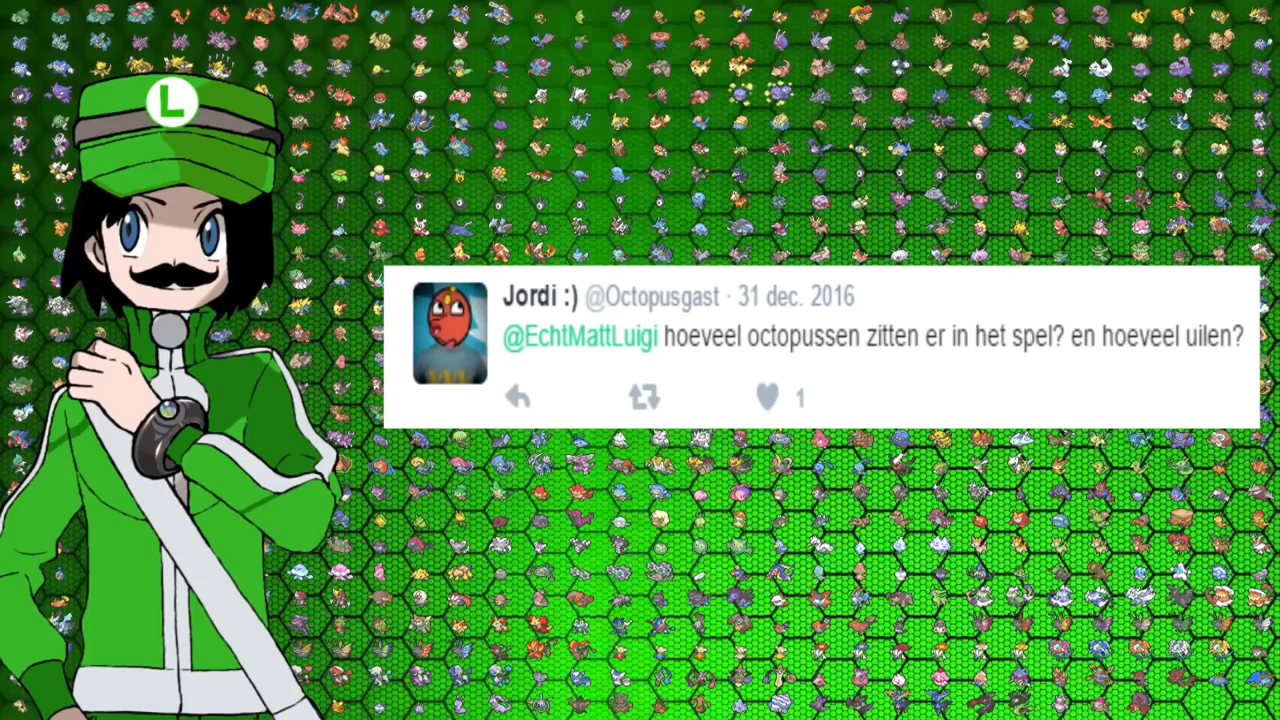 L
Jordi :) @Octopusgast · 31 dec. 2016
@EchtMattLuigi hoeveel octopussen zitten er in het spel? en hoeveel uilen?
1